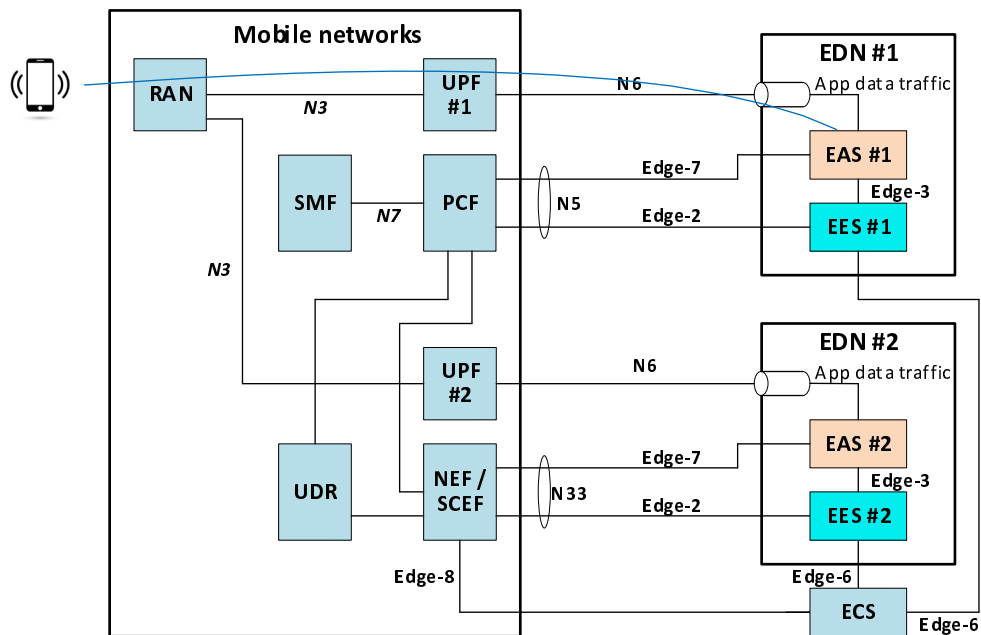 Mobile networks
EDN #1
RAN
UPF
#1
N3
N6
App data traffic
EAS #1
Edge-7
Edge-3
SMF
N7
PCF
N5
Edge-2
EES #1
N3
EDN #2
UPF
#2
N6
App data traffic
EAS #2
Edge-7
Edge-3
UDR
NEF /
SCEF
N33
Edge-2
EES #2
Edge-8
Edge-6
ECS
Edge-6